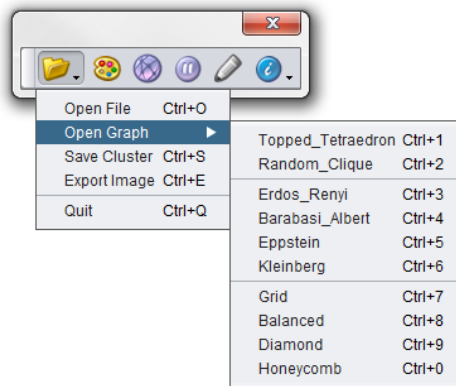 Open File Ctrl+O
Open Graph
Save Cluster Ctrl+S
Export Image Ctrl+E
Quit Ctrl+Q
Topped_Tetraedron Ctrl+1
Random_Clique Ctrl+2
Erdos_Renyi Ctrl+3
Barabasi_Albert Ctrl+4
Eppstein Ctrl+5
Kleinberg Ctrl+6
Grid Ctrl+7
Balanced Ctrl+8
Diamond Ctrl+9
Honeycomb Ctrl+0